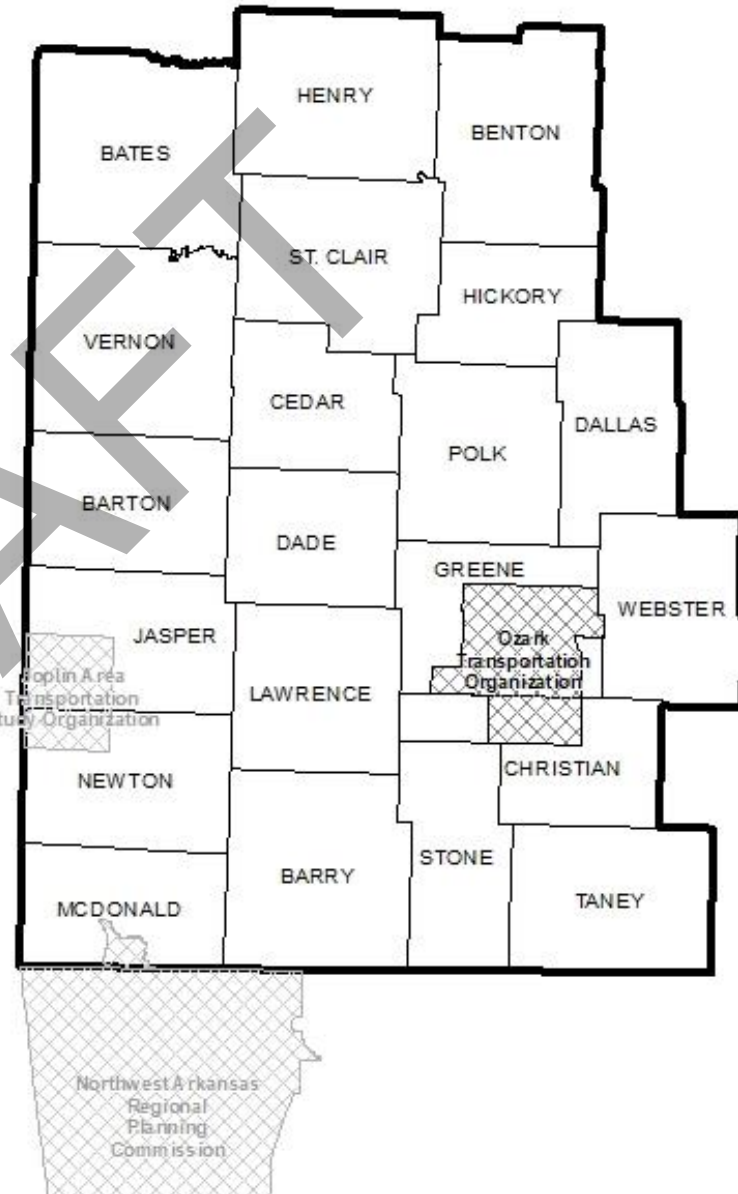 HENRY
BENTON
BATES
ST. CLAIR
HICKORY
VERNON
CEDAR
DALLAS
POLK
BARTON
DADE
GREENE
WEBSTER
JASPER
Ozark
Transportation
Organization
Joplin Area
Transportation
Study Organization
LAWRENCE
NEWTON
CHRISTIAN
STONE
BARRY
TANEY
MCDONALD
Northwest Arkansas
Regional
Planning
Commission
AFT